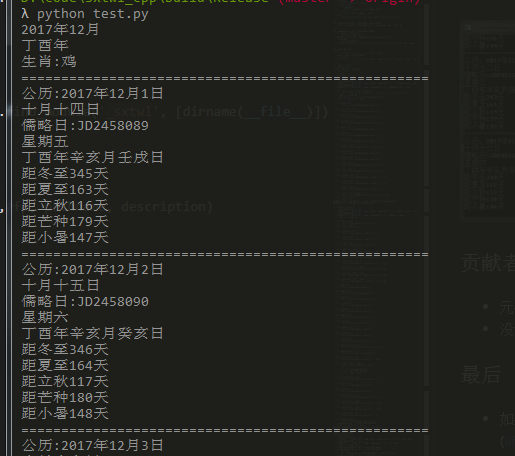 λ python test.py
2017年12月
丁酉年
生肖:鸡
==================================================
公历:2017年12月1日
十月十四日
儒略日:JD2458089
星期五
丁酉年辛亥月壬戌日
距冬至345天
距夏至163天
距立秋116天
距芒种179天
距小暑147天
==================================================
公历:2017年12月2日
十月十五日
儒略日:JD2458090
星期六
丁酉年辛亥月癸亥日
距冬至346天
距夏至164天
距立秋117天
距芒种180天
距小暑148天
==================================================
公历:2017年12月3日
[dirname(__file__)])
description)
贡献者
最后